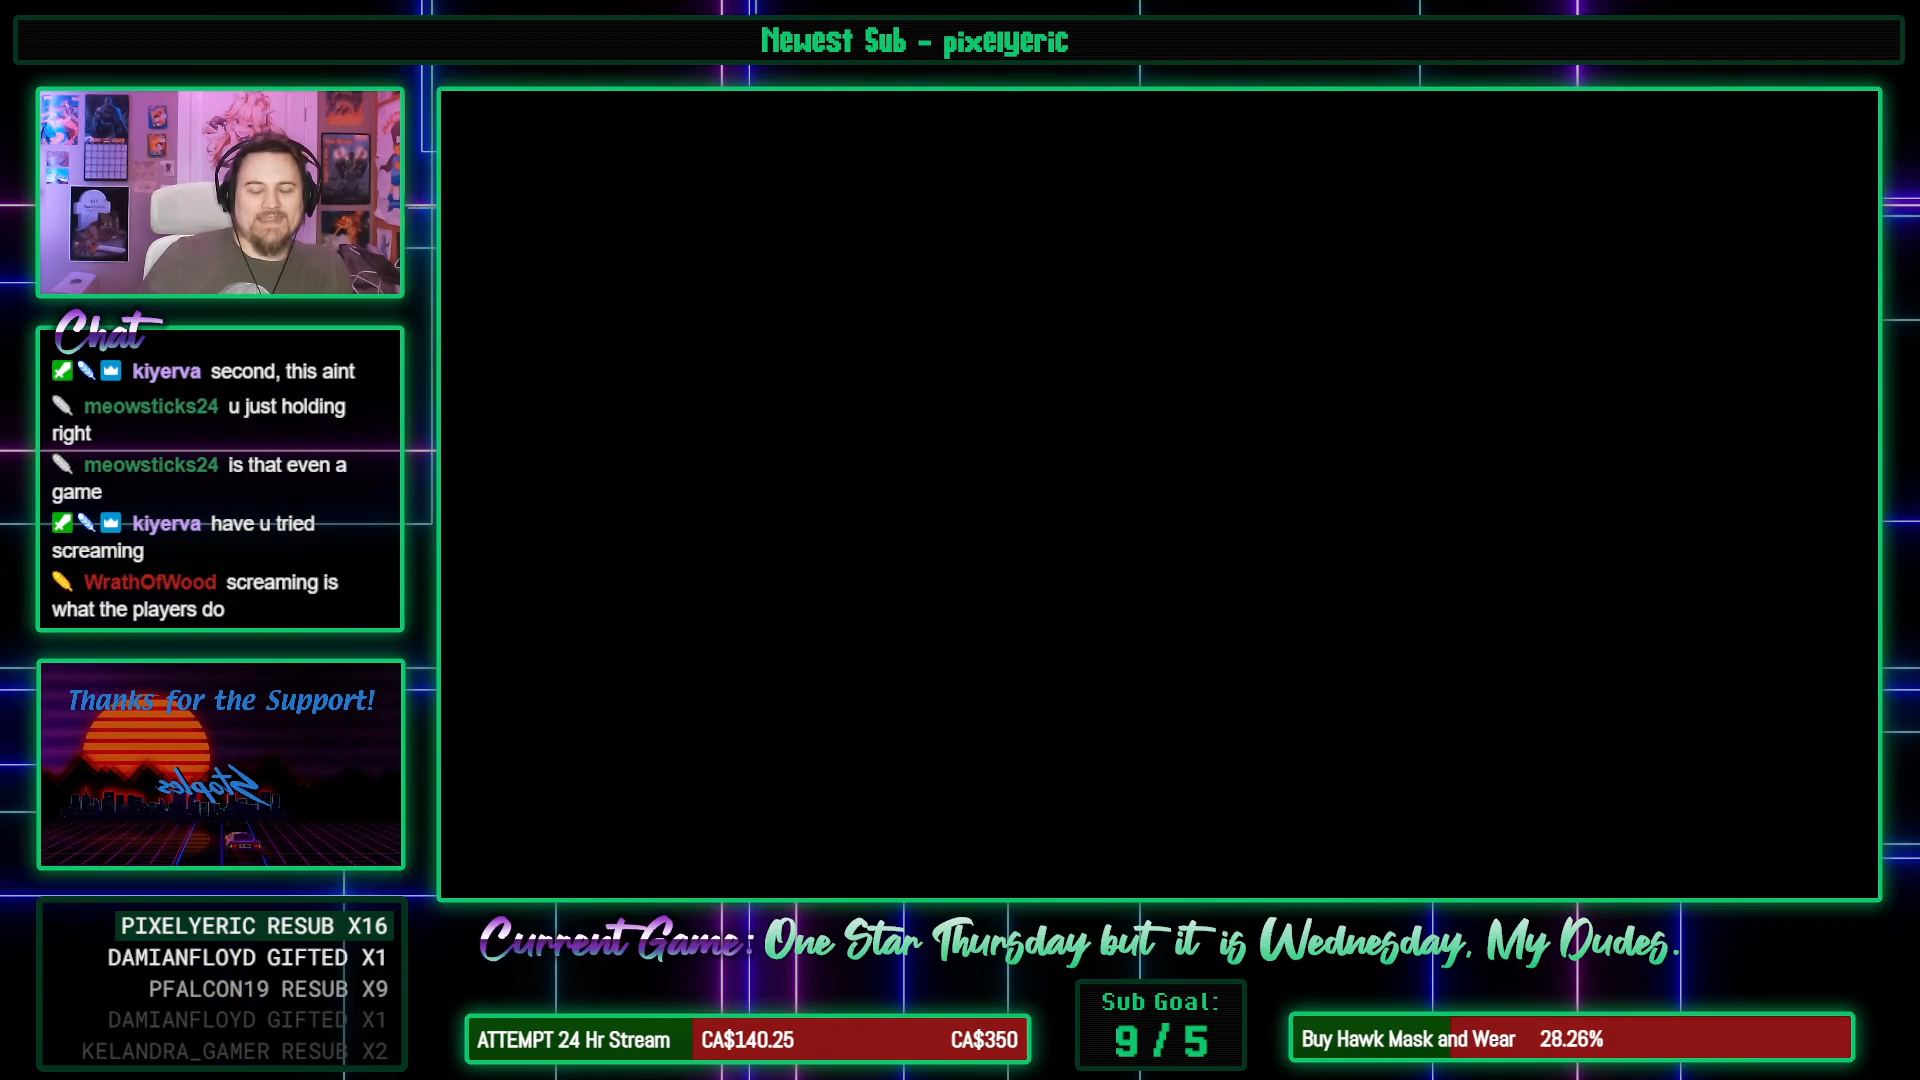 Newest Sub - pixelyeric
Chat
kiyerva second, this aint
meowsticks24 u just holding
right
meowsticks24 is that even a
game
kiyerva have u tried
screaming
WrathOfWood screaming is
what the players do
Thanks for the Support!
Staples
PIXELYERIC RESUB X16
DAMIANFLOYD GIFTED X1
PFALCON19 RESUB X9
DAMIANFLOYD GIFTED X1
KELANDRA_GAMER RESUB X2
Current Game: One Star Thursday but it is Wednesday, My Dudes.
ATTEMPT 24 Hr Stream CA$140.25 CA$350
Sub Goal:
9 / 5
Buy Hawk Mask and Wear 28.26%